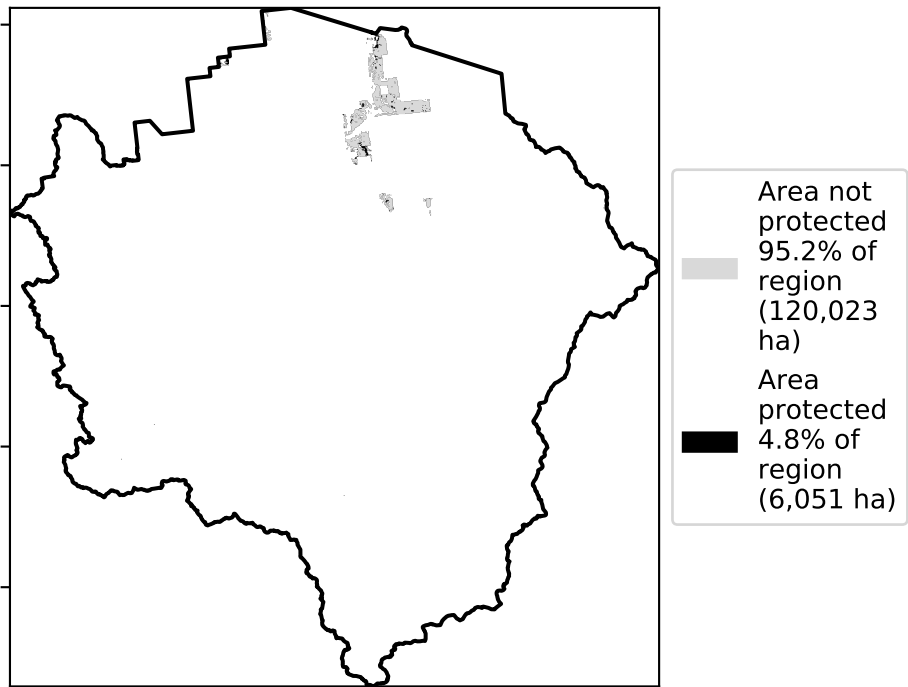 Area not
protected
95.2% of
region
(120,023
ha)
Area
protected
4.8% of
region
(6,051 ha)